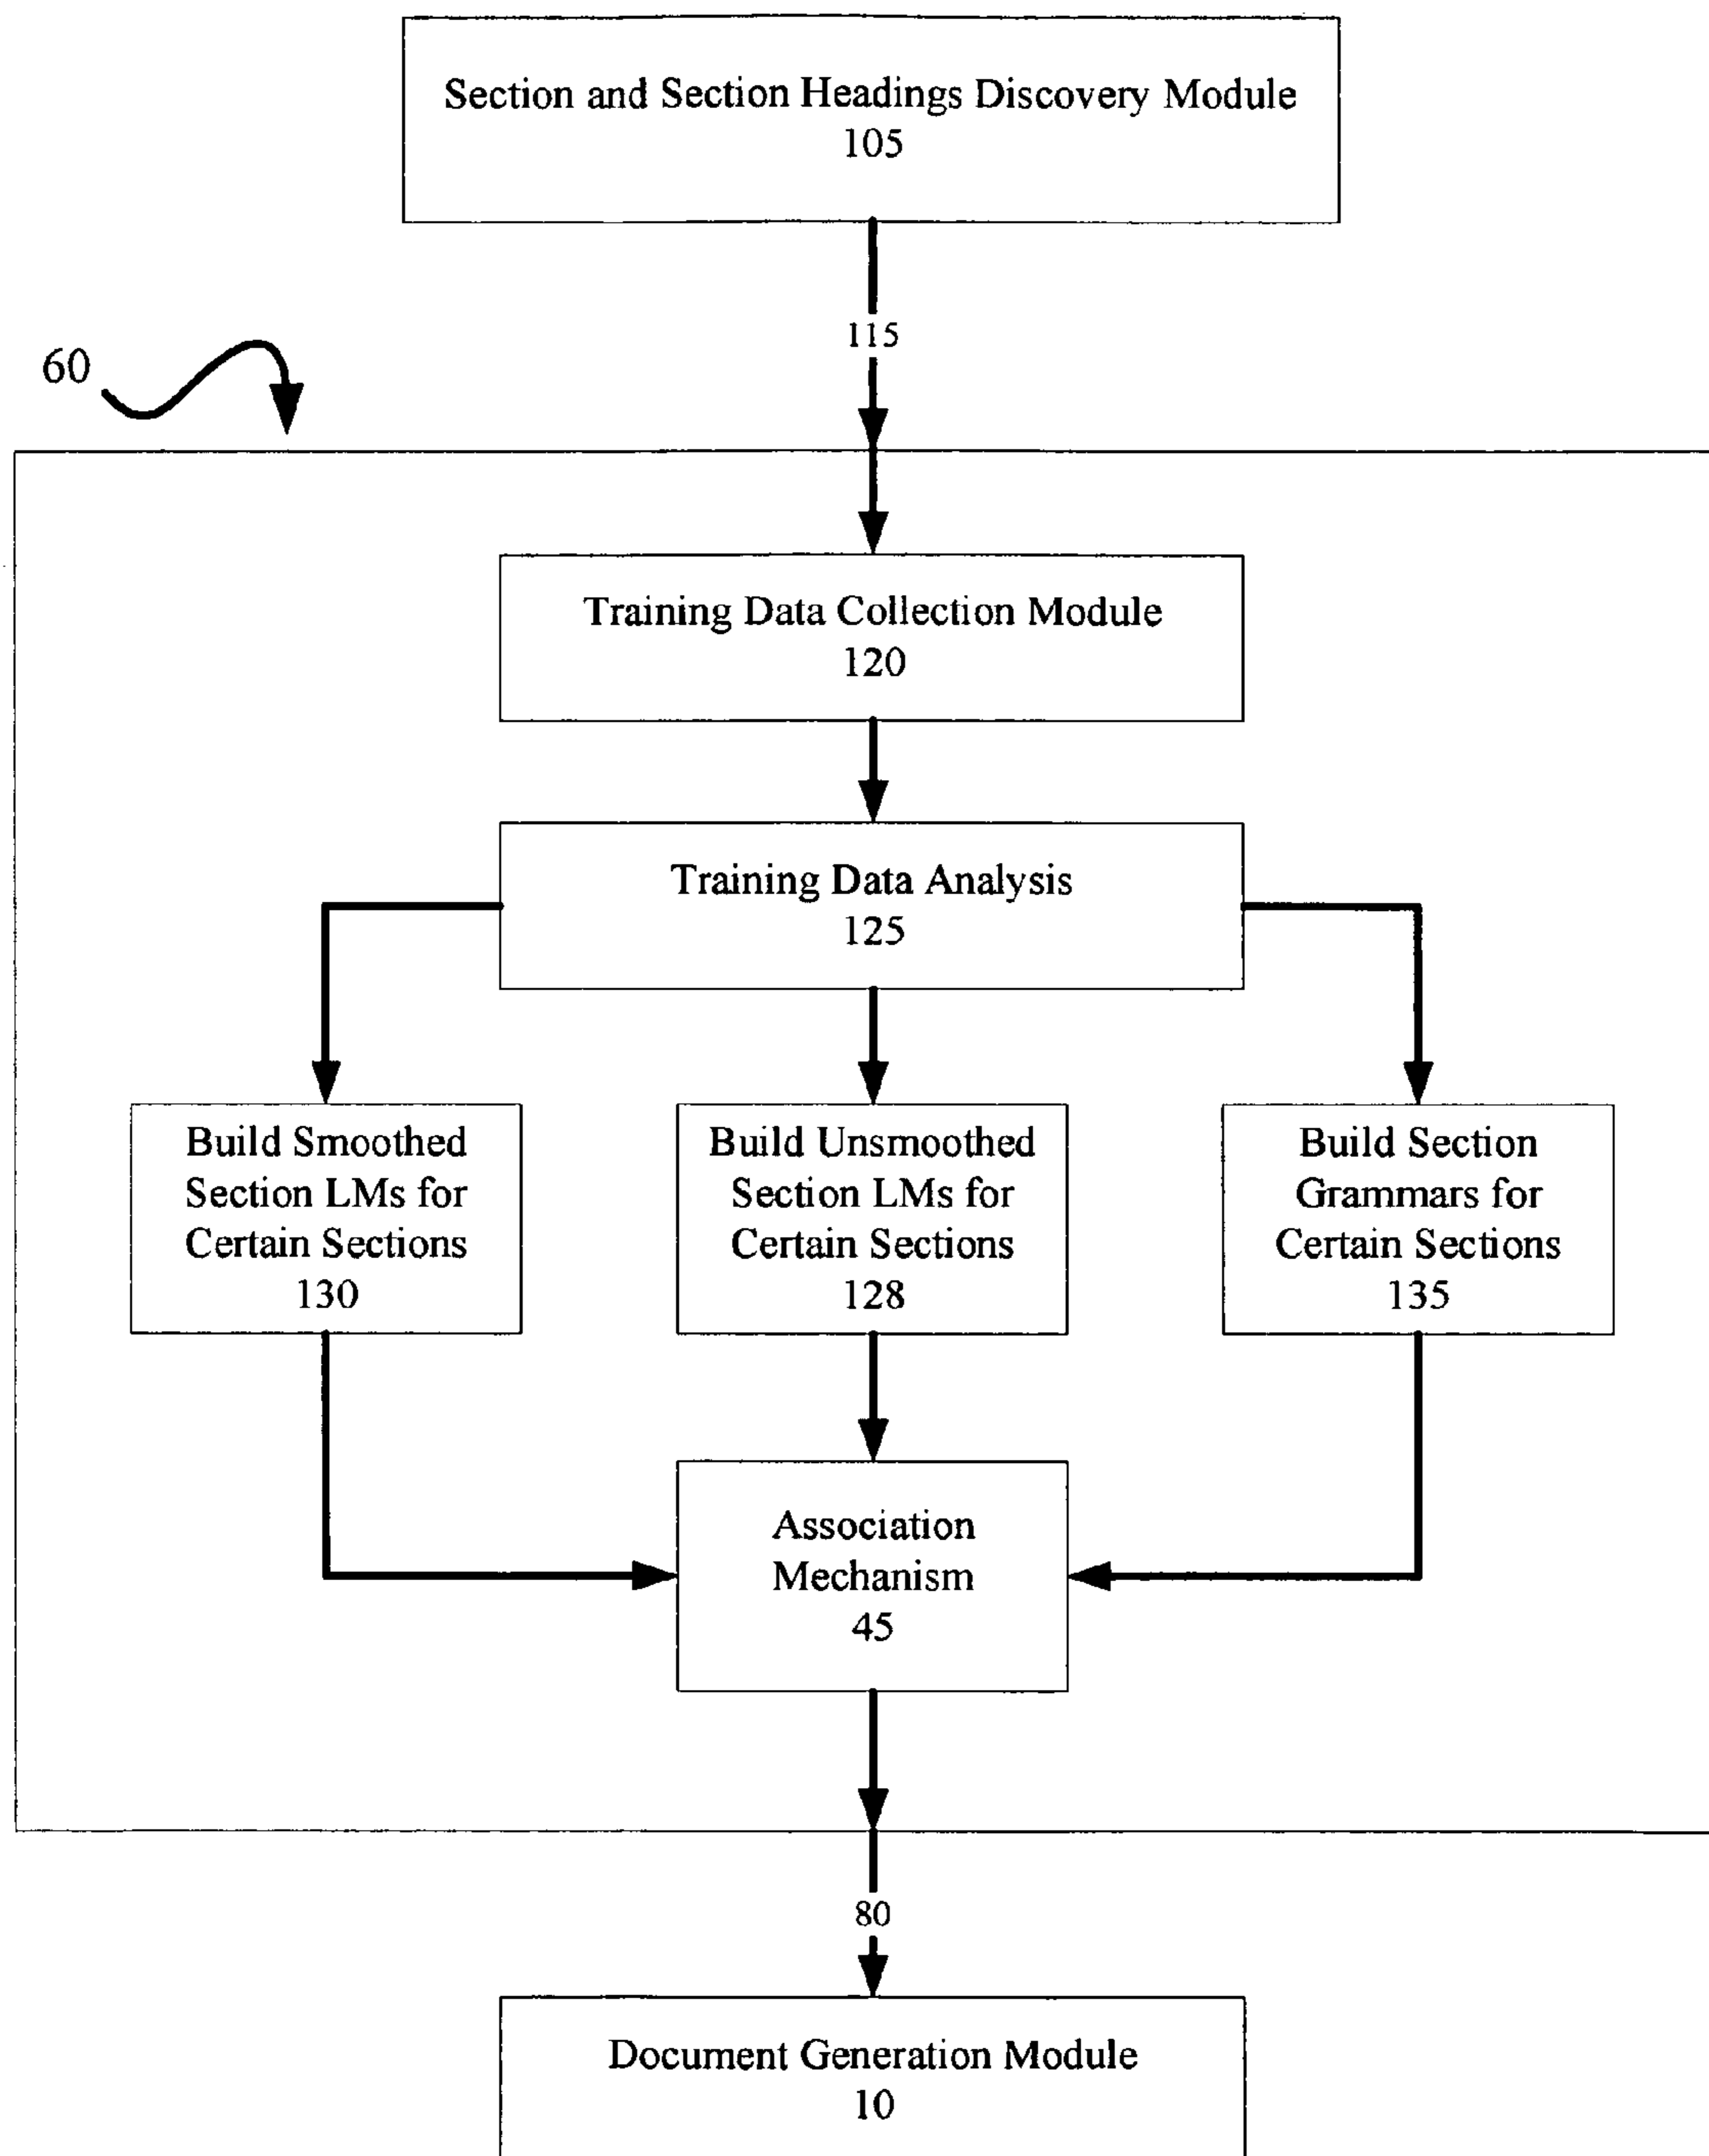 Section and Section Headings Discovery Module
105
115
60
Training Data Collection Module
120
Training Data Analysis
125
Build Smoothed
Section LMs for
Certain Sections
130
Build Unsmoothed
Section LMs for
Certain Sections
128
Build Section
Grammars for
Certain Sections
135
Association
Mechanism
45
80
Document Generation Module
10